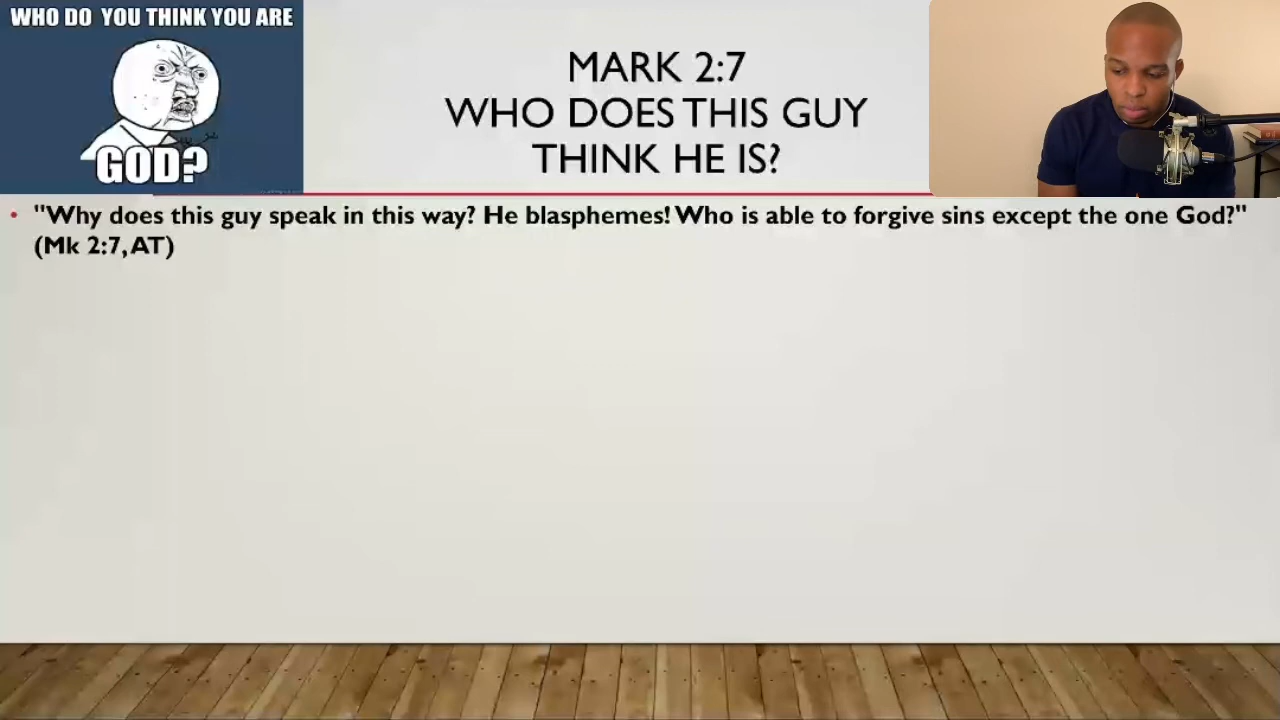 WHO DO YOU THINK YOU ARE
GOD?
MARK 2:7
WHO DOES THIS GUY
THINK HE IS?
• "Why does this guy speak in this way? He blasphemes! Who is able to forgive sins except the one God?"
(Mk 2:7, AT)